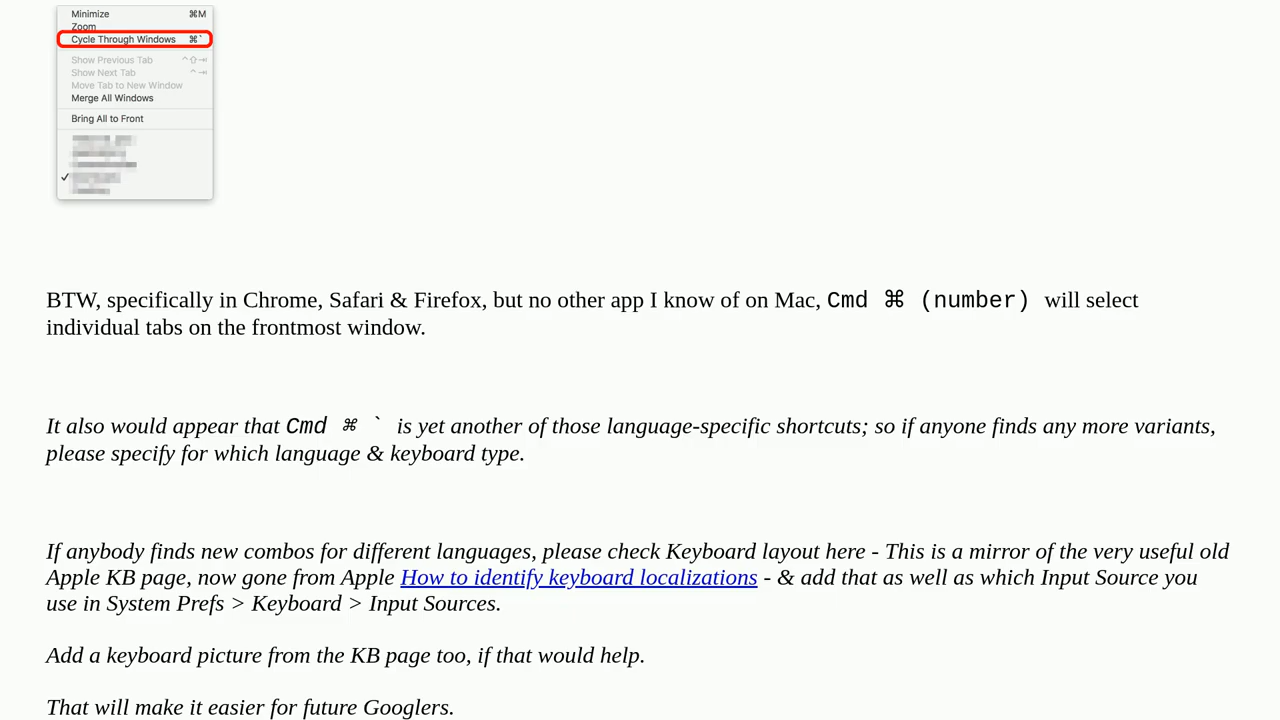 Minimize ⌘M
Zoom
Cycle Through Windows ⌘`
Show Previous Tab ^⇧⇥
Show Next Tab ^⇥
Move Tab to New Window
Merge All Windows
Bring All to Front
✓
BTW, specifically in Chrome, Safari & Firefox, but no other app I know of on Mac, Cmd ⌘ (number) will select
individual tabs on the frontmost window.
It also would appear that Cmd ⌘ ` is yet another of those language-specific shortcuts; so if anyone finds any more variants,
please specify for which language & keyboard type.
If anybody finds new combos for different languages, please check Keyboard layout here - This is a mirror of the very useful old
Apple KB page, now gone from Apple How to identify keyboard localizations - & add that as well as which Input Source you
use in System Prefs > Keyboard > Input Sources.
Add a keyboard picture from the KB page too, if that would help.
That will make it easier for future Googlers.